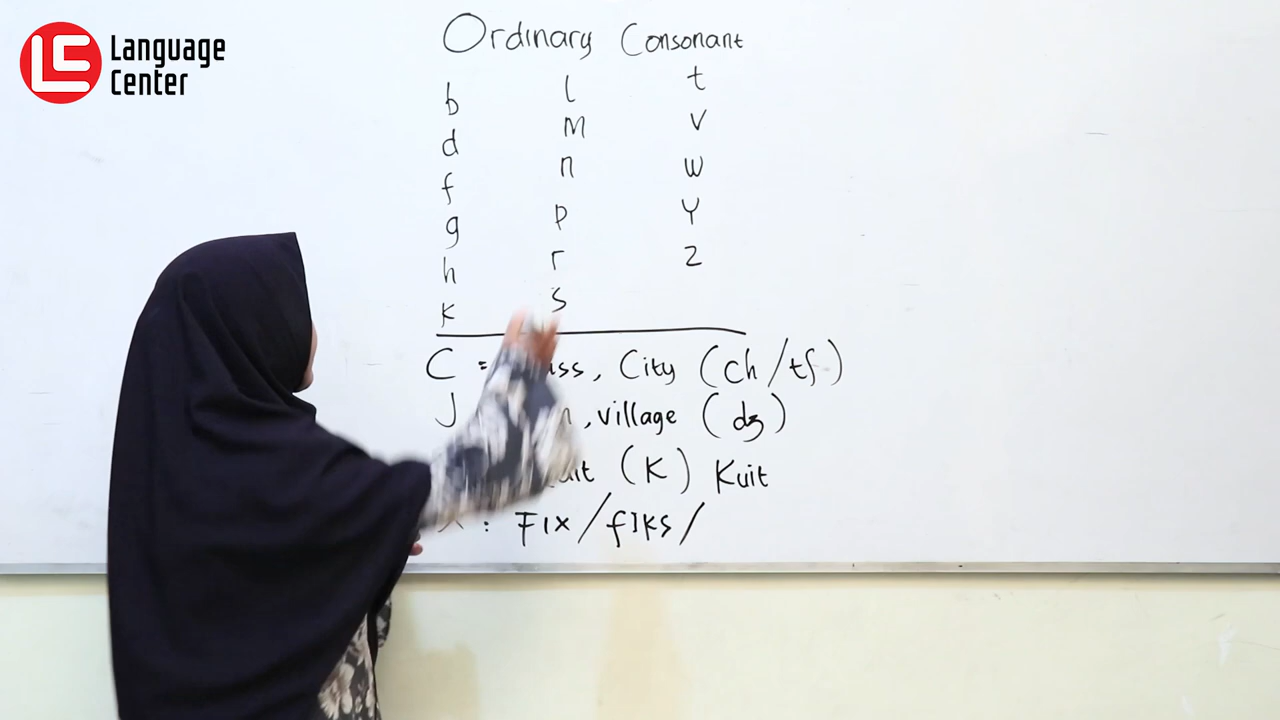 Language
Center
Ordinary Consonant
b l t
d M V
f n W
g p Y
h r z
k s
C = ss, City (ch/tʃ)
J , village (dʒ)
(K) Kuit
: FIX/fIKS/